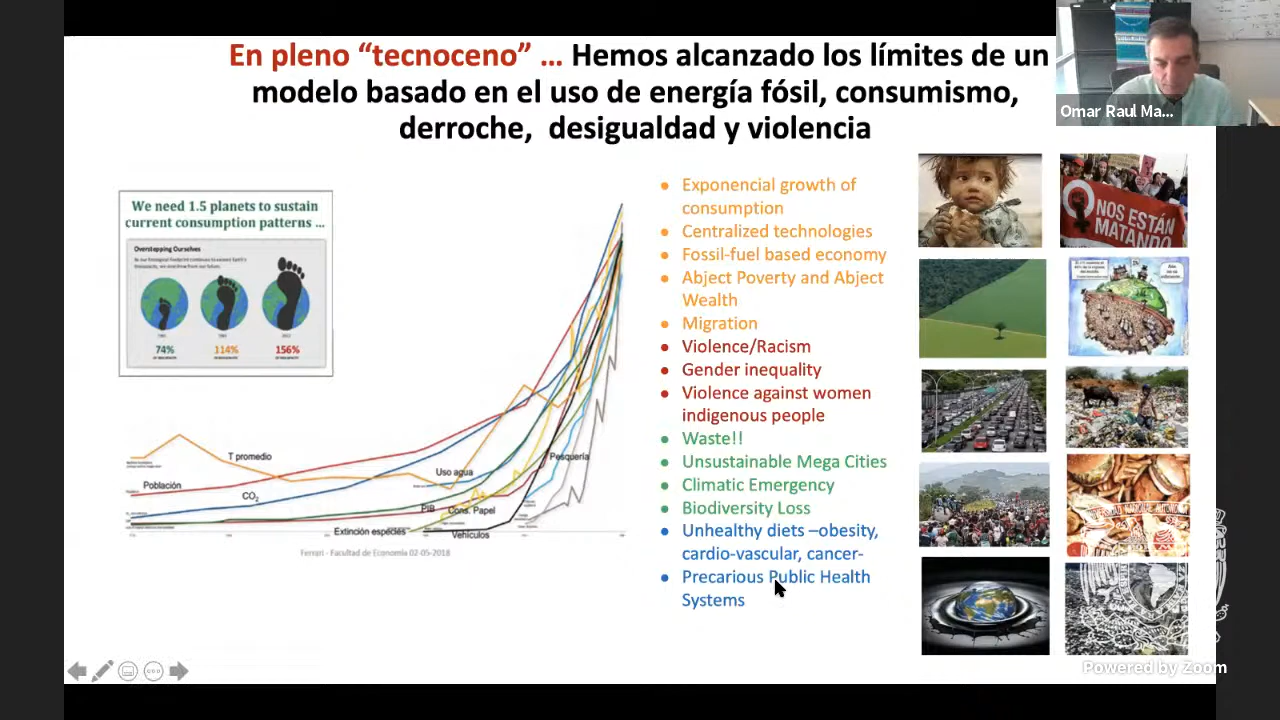 En pleno “tecnoceno” ... Hemos alcanzado los límites de un
modelo basado en el uso de energía fósil, consumismo,
derroche, desigualdad y violencia
Omar Raul Ma...
We need 1.5 planets to sustain
current consumption patterns ...
Overstepping Ourselves
74%
114%
156%
T promedio
Población
CO2
Uso agua
PIB
Cons. Papel
Pesquería
Extinción especies
Vehículos
Ferrari - Facultad de Economía 02-05-2018
Exponencial growth of
consumption
Centralized technologies
Fossil-fuel based economy
Abject Poverty and Abject
Wealth
Migration
Violence/Racism
Gender inequality
Violence against women
indigenous people
Waste!!
Unsustainable Mega Cities
Climatic Emergency
Biodiversity Loss
Unhealthy diets –obesity,
cardio-vascular, cancer-
Precarious Public Health
Systems
NOS ESTÁN
MATANDO
Powered by Zoom